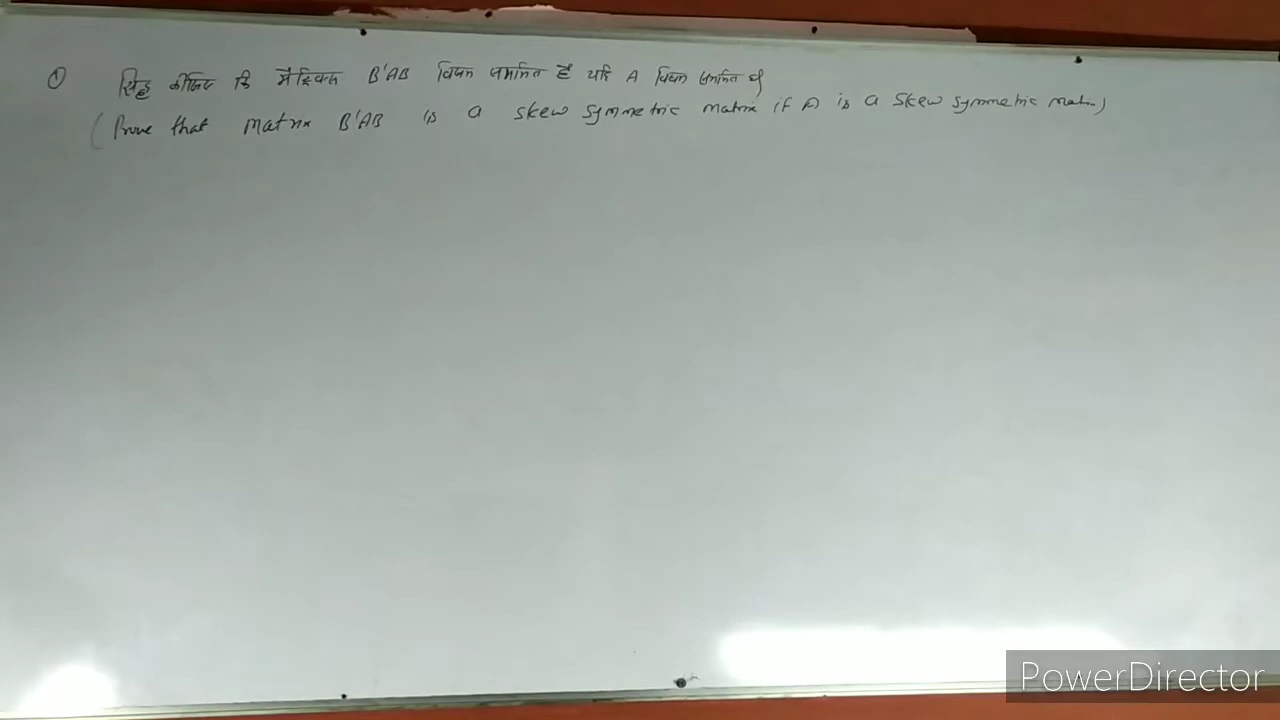 ① सिद्ध कीजिए कि मैट्रिक्स B'AB विषम सममित है यदि A विषम सममित हो
(Prove that matrix B'AB is a skew symmetric matrix if A is a skew symmetric matrix)
PowerDirector